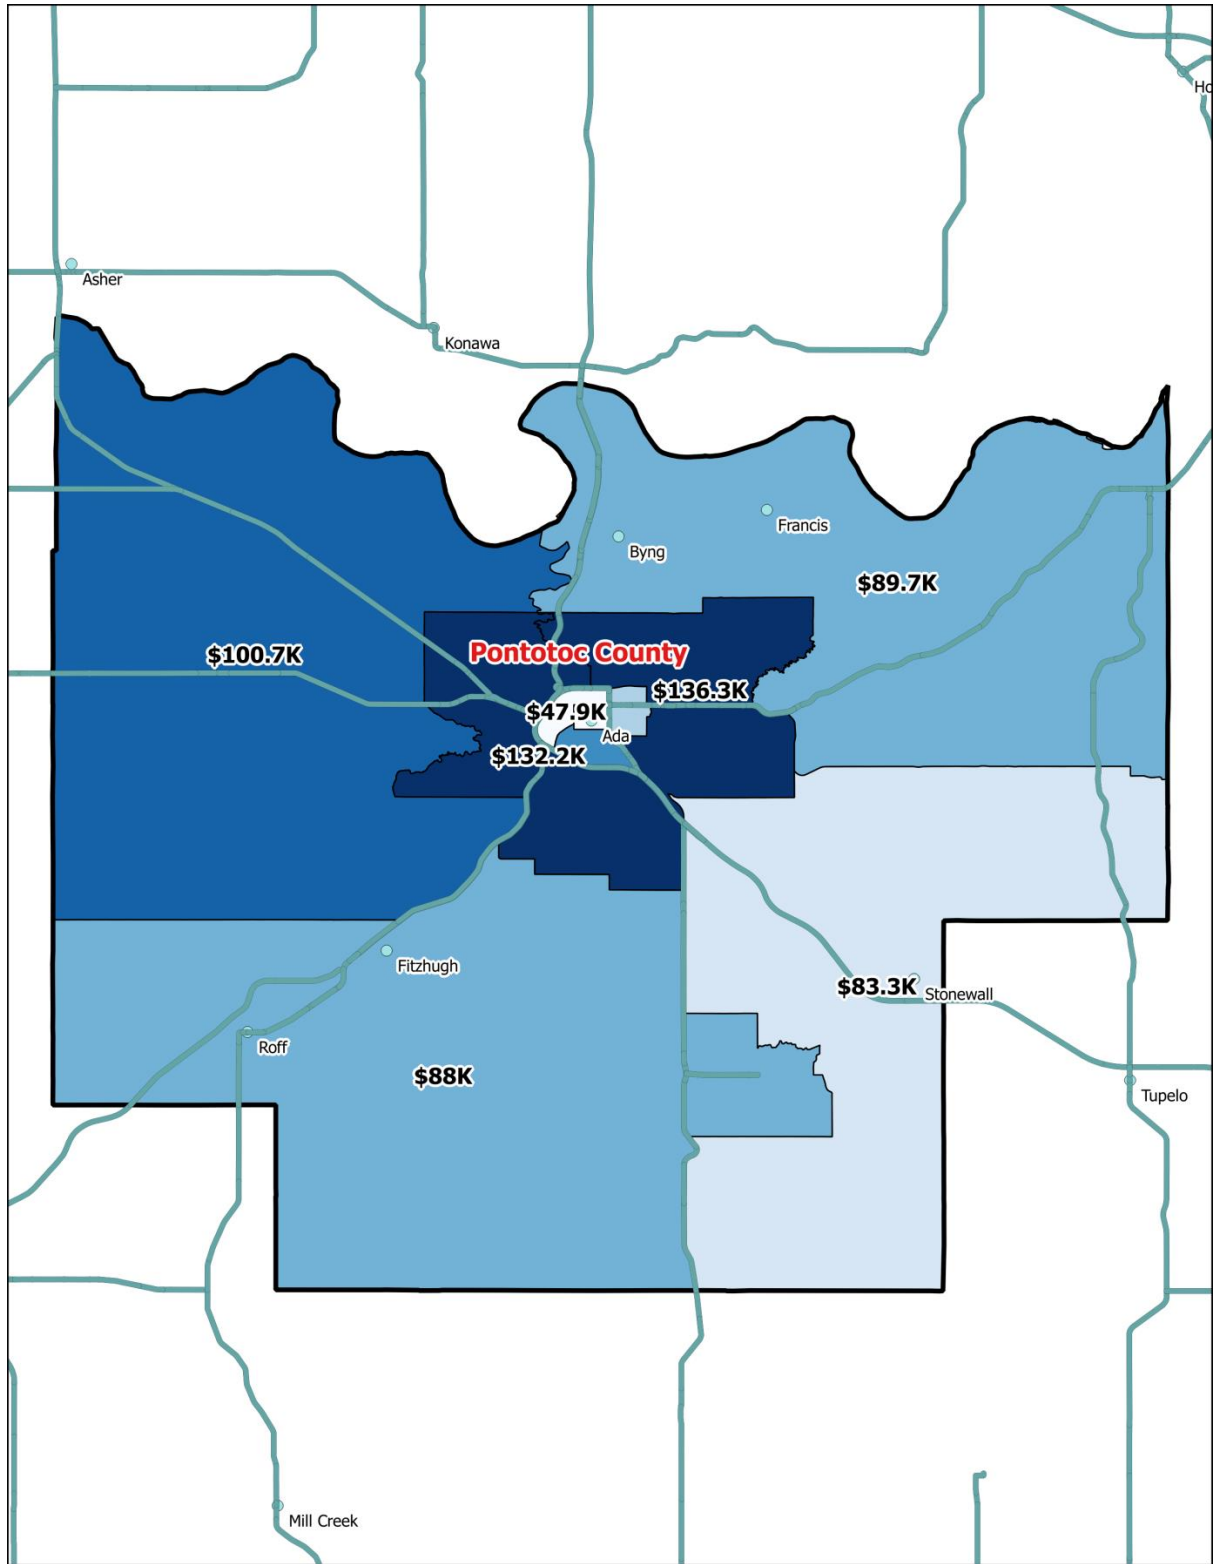 Ho
Asher
Konawa
Francis
Byng
$89.7K
Pontotoc County
$100.7K
$136.3K
$47.9K
Ada
$132.2K
Fitzhugh
$83.3K
Stonewall
Roff
$88K
Tupelo
Mill Creek